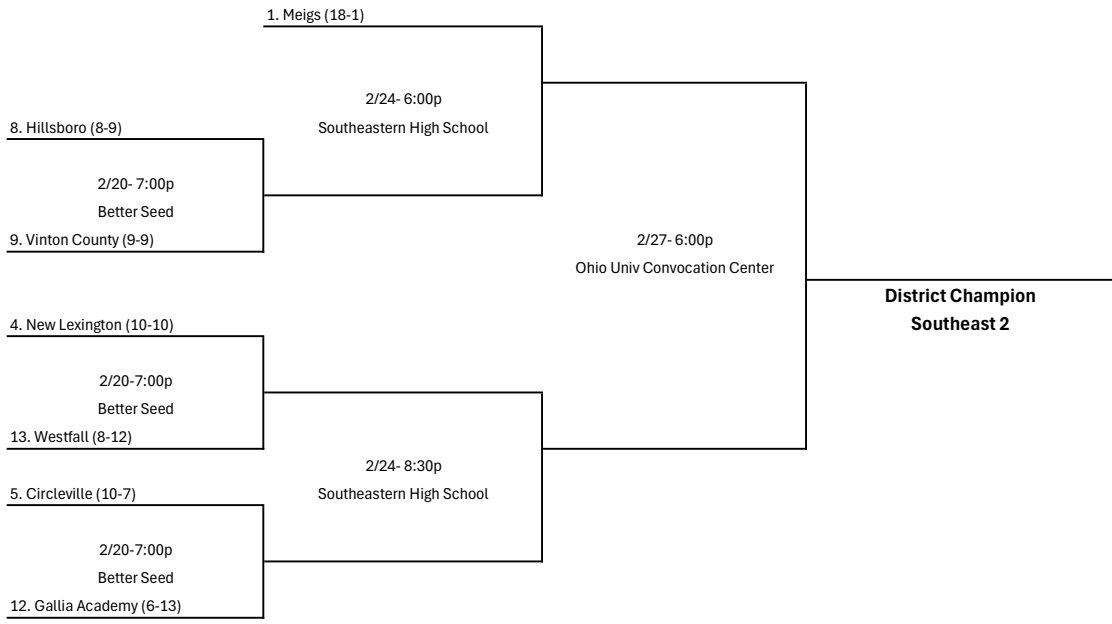 1. Meigs (18-1)
2/24- 6:00p
Southeastern High School
8. Hillsboro (8-9)
2/20- 7:00p
Better Seed
9. Vinton County (9-9)
2/27- 6:00p
Ohio Univ Convocation Center
District Champion
Southeast 2
4. New Lexington (10-10)
2/20-7:00p
Better Seed
13. Westfall (8-12)
2/24- 8:30p
Southeastern High School
5. Circleville (10-7)
2/20-7:00p
Better Seed
12. Gallia Academy (6-13)